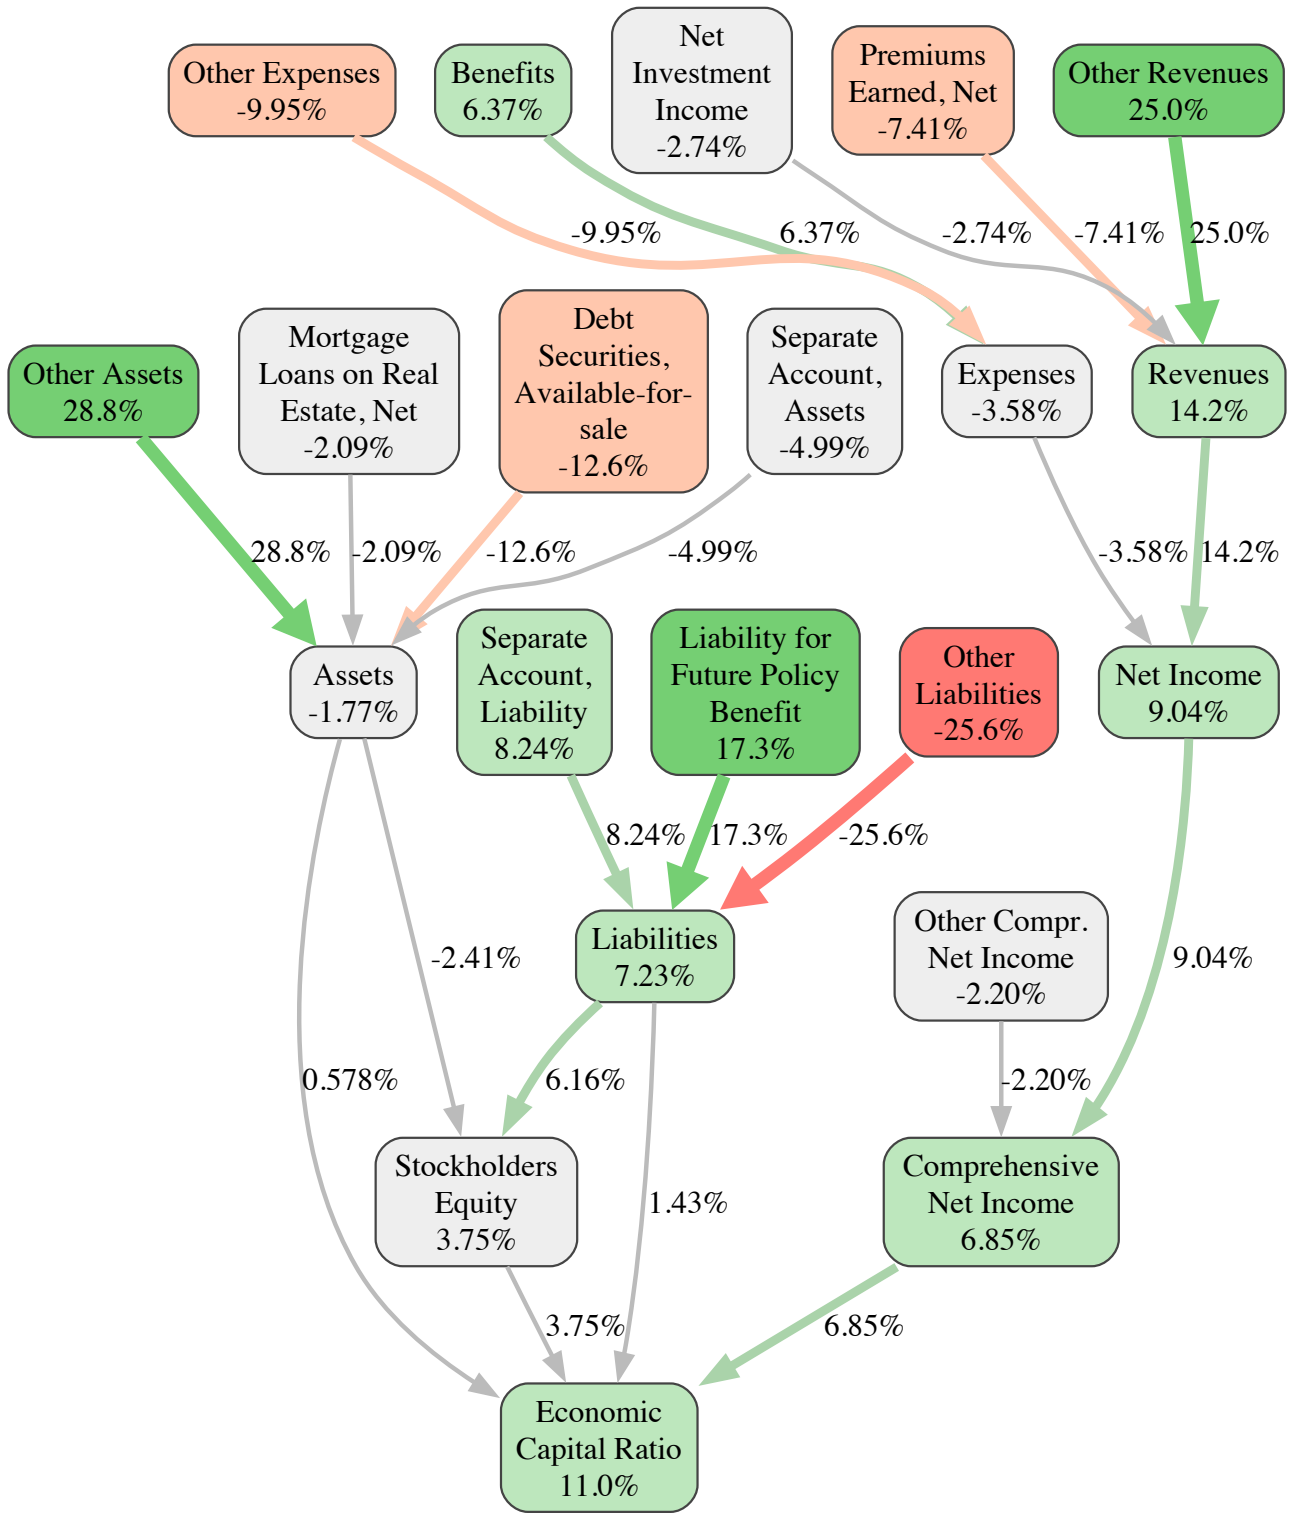 Other Expenses
-9.95%
Benefits
6.37%
Net
Investment
Income
-2.74%
Premiums
Earned, Net
-7.41%
Other Revenues
25.0%
-9.95%
6.37%
-2.74%
-7.41%
25.0%
Other Assets
28.8%
Mortgage
Loans on Real
Estate, Net
-2.09%
Debt
Securities,
Available-for-
sale
-12.6%
Separate
Account,
Assets
-4.99%
Expenses
-3.58%
Revenues
14.2%
28.8%
-2.09%
-12.6%
-4.99%
-3.58%
14.2%
Assets
-1.77%
Separate
Account,
Liability
8.24%
Liability for
Future Policy
Benefit
17.3%
Other
Liabilities
-25.6%
Net Income
9.04%
8.24%
17.3%
-25.6%
Liabilities
7.23%
Other Compr.
Net Income
-2.20%
-2.41%
9.04%
0.578%
6.16%
-2.20%
Stockholders
Equity
3.75%
1.43%
Comprehensive
Net Income
6.85%
3.75%
6.85%
Economic
Capital Ratio
11.0%